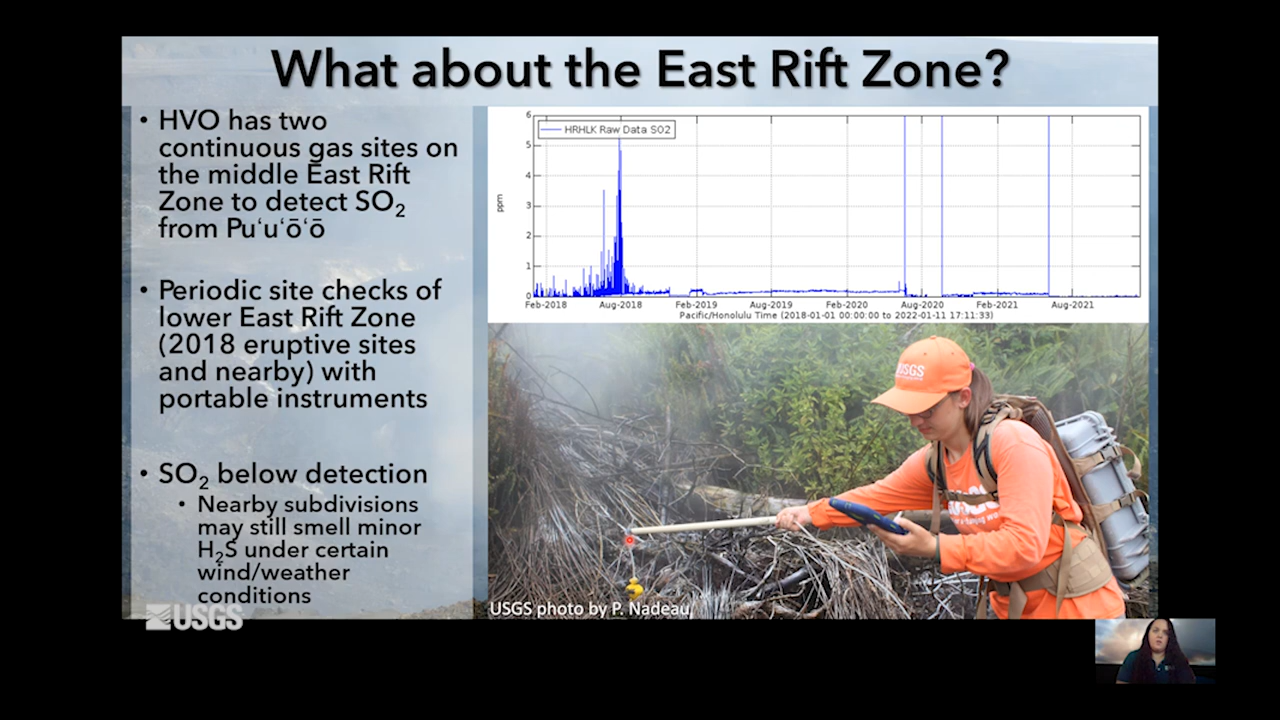 What about the East Rift Zone?
• HVO has two
continuous gas sites on
the middle East Rift
Zone to detect SO₂
from Puʻuʻōʻō
• Periodic site checks of
lower East Rift Zone
(2018 eruptive sites
and nearby) with
portable instruments
• SO₂ below detection
• Nearby subdivisions
may still smell minor
H₂S under certain
wind/weather
conditions
USGS
HRHLK Raw Data SO2
6
5
4
3
2
1
0
ppm
Feb-2018 Aug-2018 Feb-2019 Aug-2019 Feb-2020 Aug-2020 Feb-2021 Aug-2021
Pacific/Honolulu Time (2018-01-01 00:00:00 to 2022-01-11 17:11:33)
USGS
USGS photo by P. Nadeau